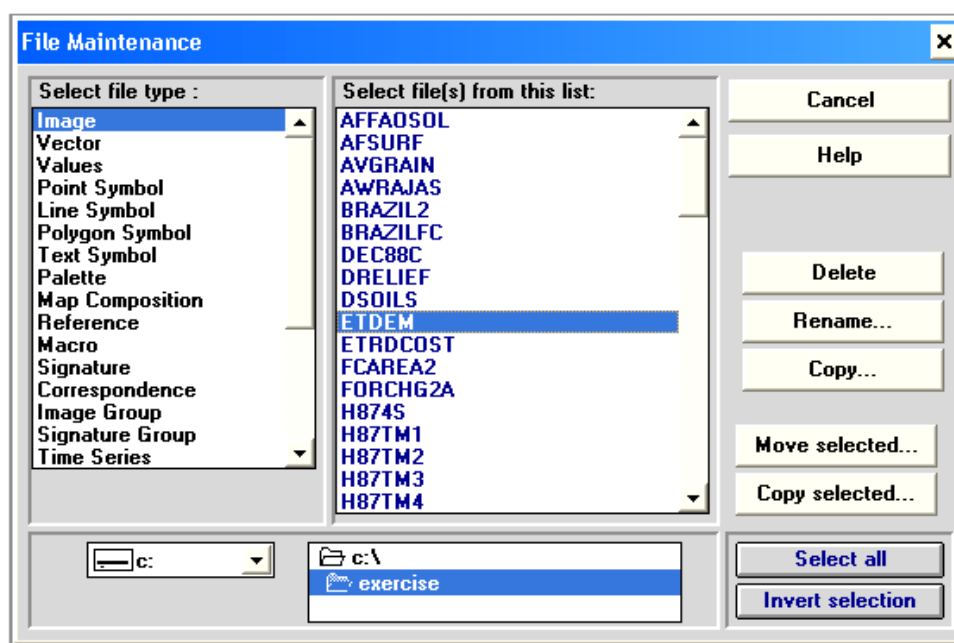 File Maintenance
Select file type :
Image
Vector
Values
Point Symbol
Line Symbol
Polygon Symbol
Text Symbol
Palette
Map Composition
Reference
Macro
Signature
Correspondence
Image Group
Signature Group
Time Series
Select file(s) from this list:
AFFAOSOL
AFSURF
AVGRAIN
AWRAJAS
BRAZIL2
BRAZILFC
DEC88C
DRELIEF
DSOILS
ETDEM
ETRDCOST
FCAREA2
FORCHG2A
H874S
H87TM1
H87TM2
H87TM3
H87TM4
Cancel
Help
Delete
Rename...
Copy...
Move selected...
Copy selected...
c:
c:\
exercise
Select all
Invert selection